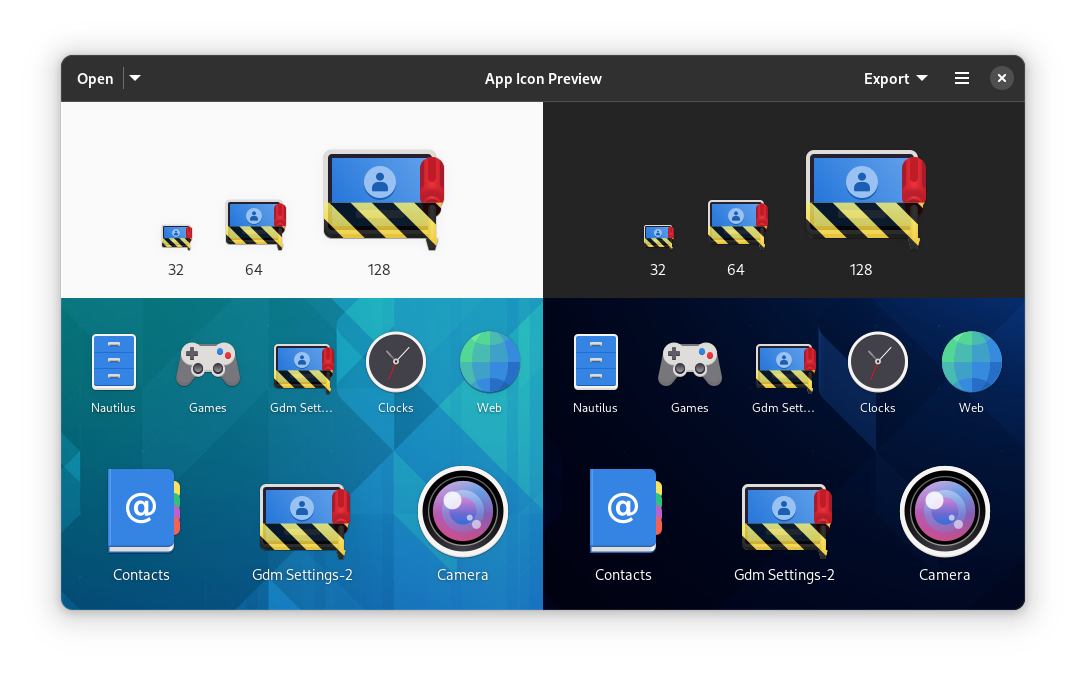 Open
App Icon Preview
Export
32 64 128
32 64 128
Nautilus Games Gdm Sett... Clocks Web
Nautilus Games Gdm Sett... Clocks Web
@
@
Contacts Gdm Settings-2 Camera
Contacts Gdm Settings-2 Camera